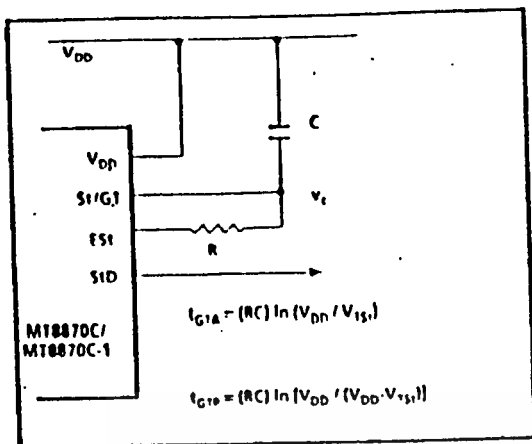 VDD
C
VDD
St/GT
vc
ESt
R
StD
MT8870C/
MT8870C-1
tGTA = (RC) ln (VDD / VTSt)
tGTP = (RC) ln [VDD / (VDD-VTSt)]